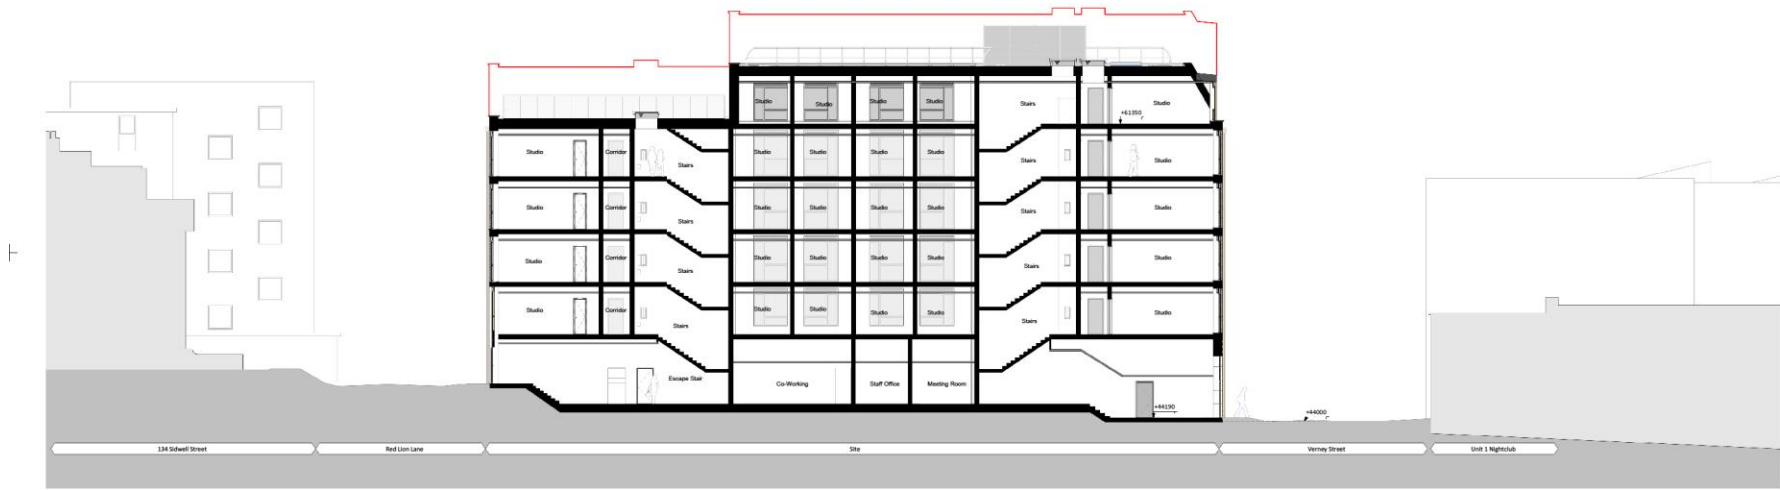 Studio Studio Studio Studio Stairs Studio
+61350
Studio Corridor Stairs Studio Studio Studio Studio Stairs Studio
Studio Corridor Stairs Studio Studio Studio Studio Stairs Studio
Studio Corridor Stairs Studio Studio Studio Studio Stairs Studio
Studio Corridor Stairs Studio Studio Studio Studio Stairs Studio
Escape Stair Co-Working Staff Office Meeting Room
+44190 +44000
134 Sidwell Street Red Lion Lane Site Verney Street Unit 1 Nightclub